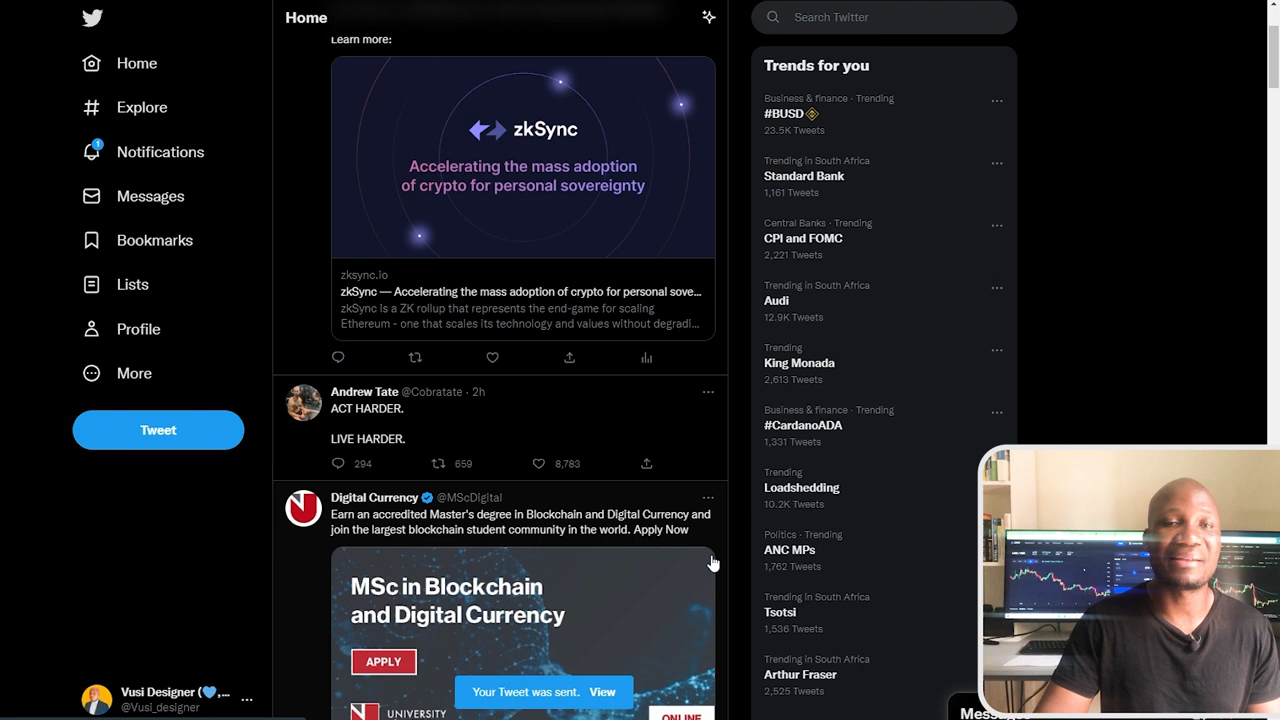 Home
Explore
1
Notifications
Messages
Bookmarks
Lists
Profile
More
Tweet
Vusi Designer (💙,...
@Vusi_designer
Home
Learn more:
zkSync
Accelerating the mass adoption
of crypto for personal sovereignty
zksync.io
zkSync — Accelerating the mass adoption of crypto for personal sove...
zkSync is a ZK rollup that represents the end-game for scaling
Ethereum - one that scales its technology and values without degradi...
Andrew Tate @Cobratate · 2h
ACT HARDER.
LIVE HARDER.
294 659 8,783
Digital Currency @MScDigital
Earn an accredited Master's degree in Blockchain and Digital Currency and
join the largest blockchain student community in the world. Apply Now
MSc in Blockchain
and Digital Currency
APPLY
Your Tweet was sent. View
UNIVERSITY
ONLINE
Search Twitter
Trends for you
Business & finance · Trending
#BUSD
23.5K Tweets
Trending in South Africa
Standard Bank
1,161 Tweets
Central Banks · Trending
CPI and FOMC
2,221 Tweets
Trending in South Africa
Audi
12.9K Tweets
Trending
King Monada
2,613 Tweets
Business & finance · Trending
#CardanoADA
1,331 Tweets
Trending
Loadshedding
10.2K Tweets
Politics · Trending
ANC MPs
1,762 Tweets
Trending in South Africa
Tsotsi
1,536 Tweets
Trending in South Africa
Arthur Fraser
2,525 Tweets
Messages